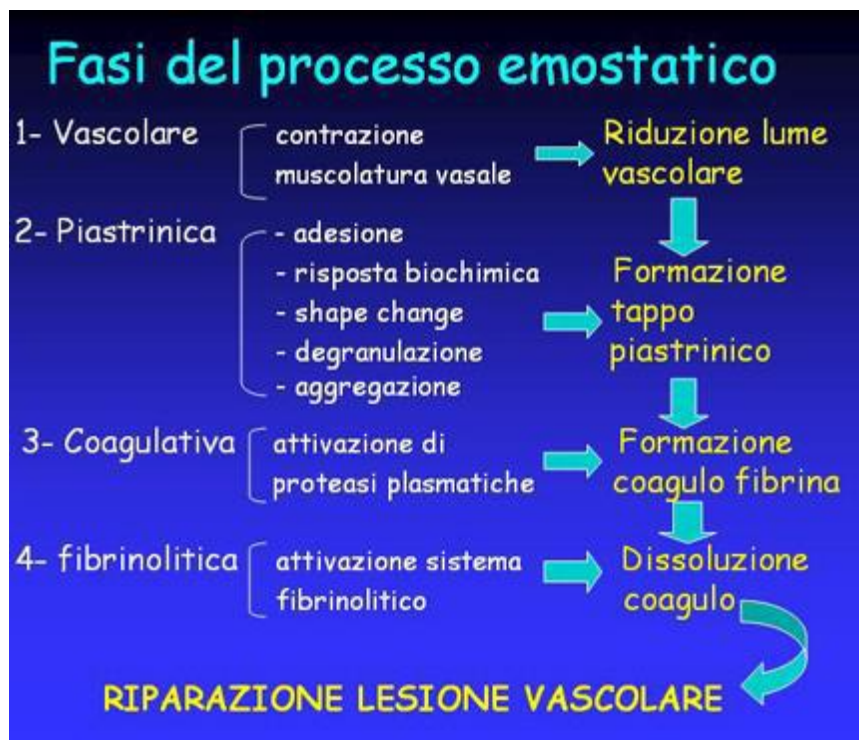 Fasi del processo emostatico
1- Vascolare
contrazione
muscolatura vasale
Riduzione lume
vascolare
2- Piastrinica
- adesione
- risposta biochimica
- shape change
- degranulazione
- aggregazione
Formazione
tappo
piastrinico
3- Coagulativa
attivazione di
proteasi plasmatiche
Formazione
coagulo fibrina
4- fibrinolitica
attivazione sistema
fibrinolitico
Dissoluzione
coagulo
RIPARAZIONE LESIONE VASCOLARE